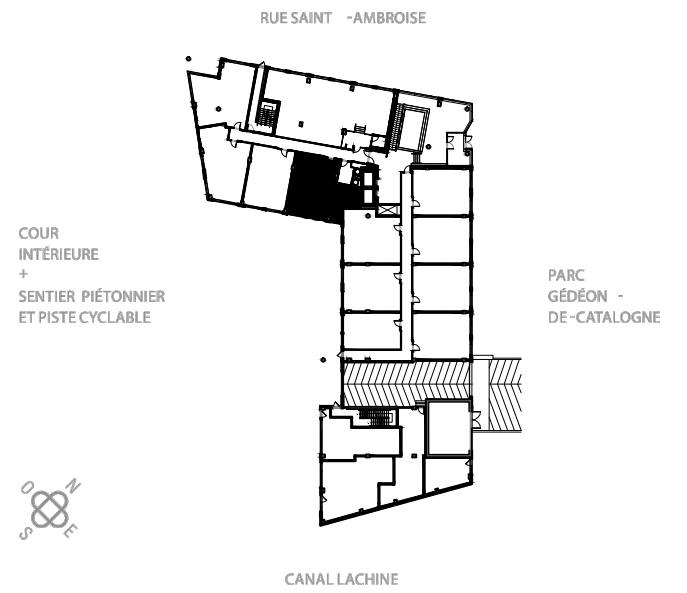 RUE SAINT -AMBROISE
COUR
INTÉRIEURE
+
SENTIER PIÉTONNIER
ET PISTE CYCLABLE
PARC
GÉDÉON -
DE-CATALOGNE
O N
S E
CANAL LACHINE